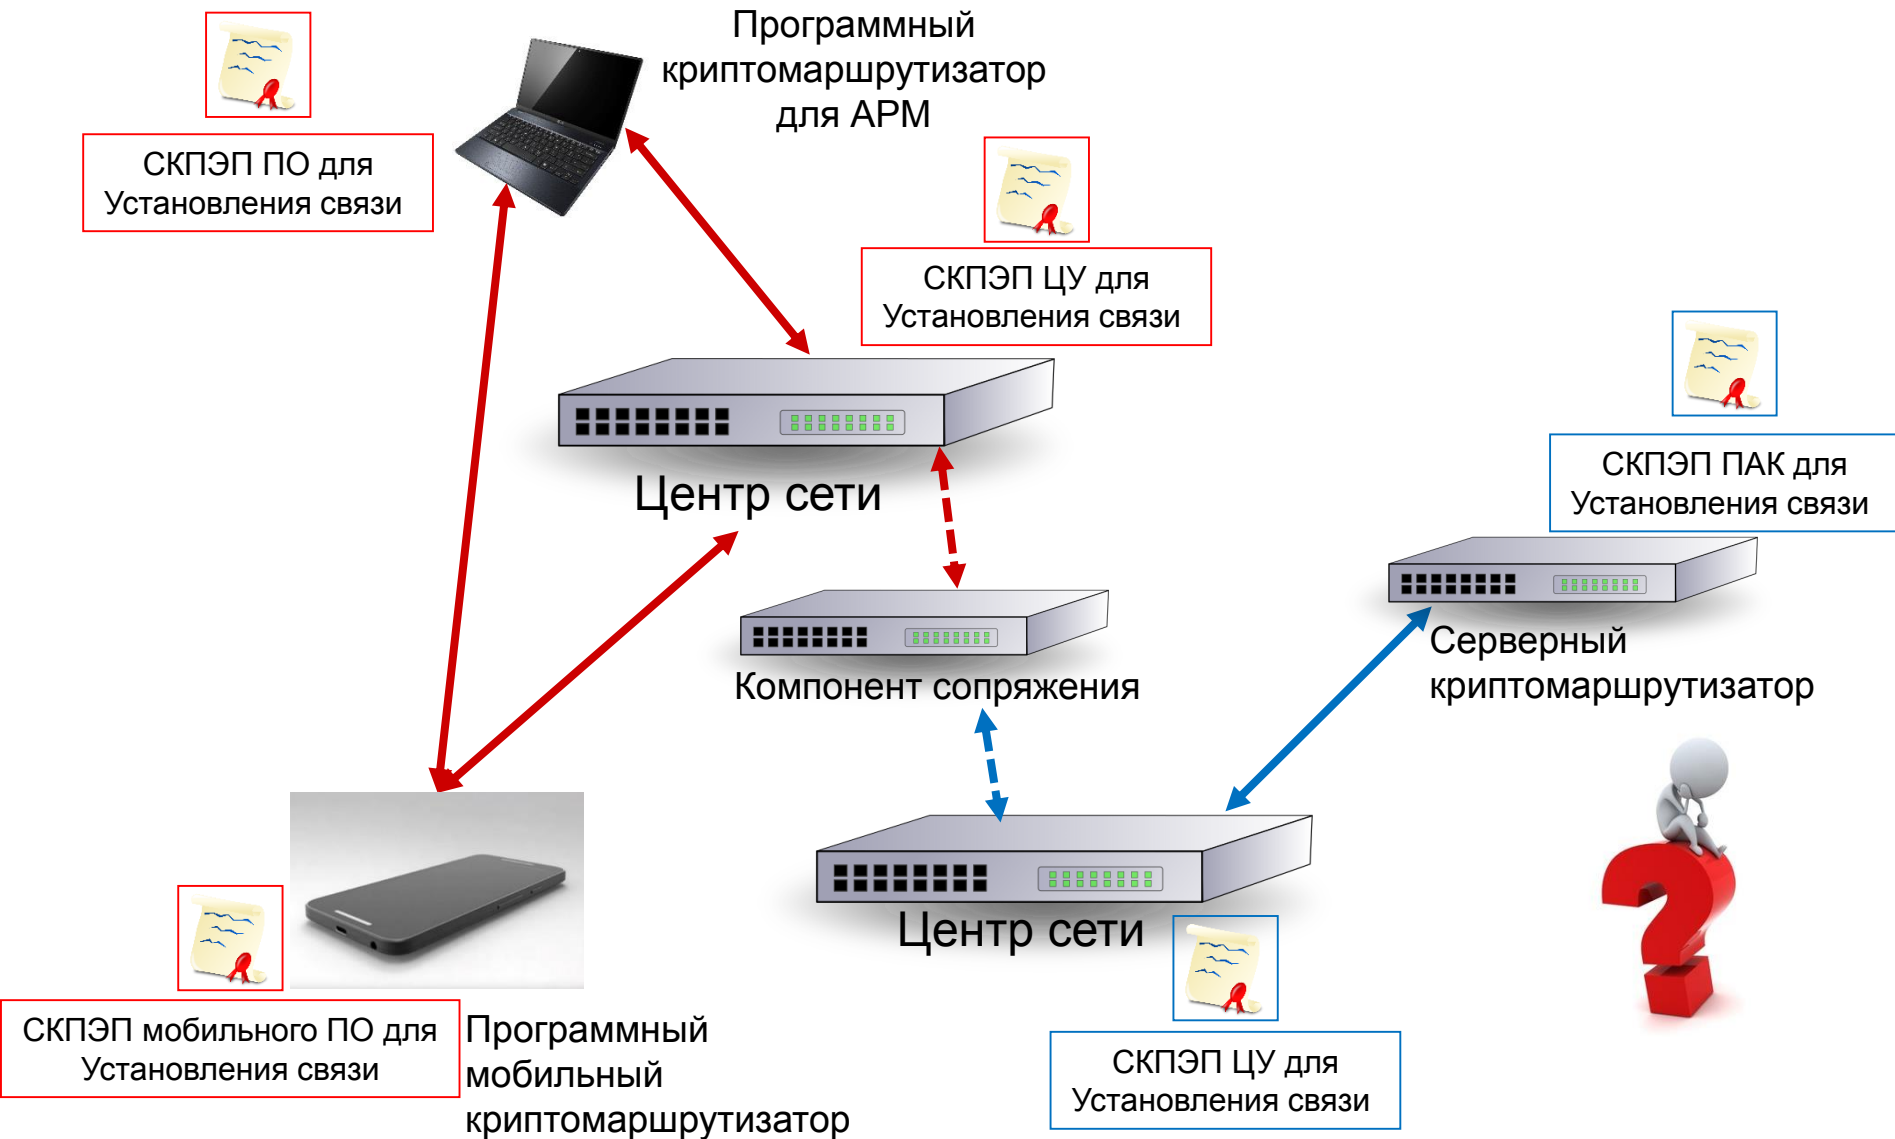 Программный
криптомаршрутизатор
для АРМ
СКПЭП ПО для
Установления связи
СКПЭП ЦУ для
Установления связи
СКПЭП ПАК для
Установления связи
Центр сети
Серверный
криптомаршрутизатор
Компонент сопряжения
Центр сети
СКПЭП мобильного ПО для
Установления связи
Программный
мобильный
криптомаршрутизатор
СКПЭП ЦУ для
Установления связи